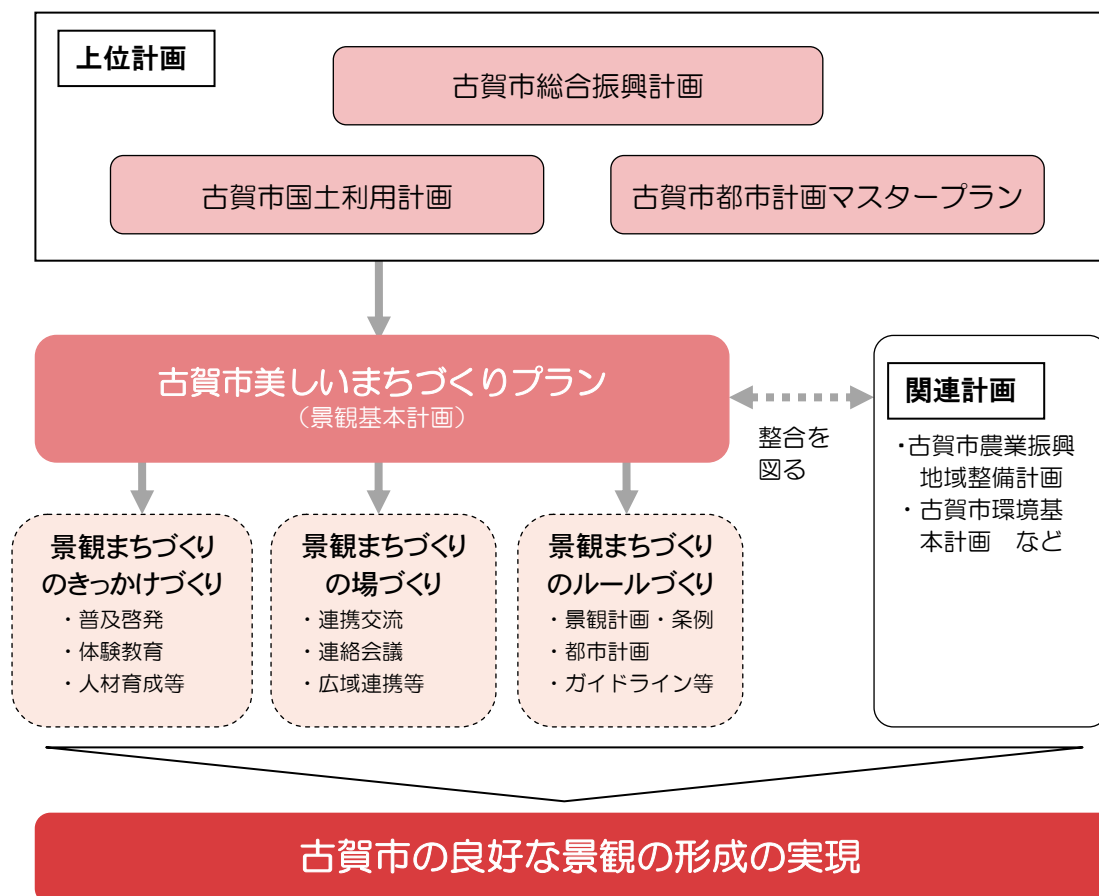 上位計画
古賀市総合振興計画
古賀市国土利用計画
古賀市都市計画マスタープラン
古賀市美しいまちづくりプラン
（景観基本計画）
整合を
図る
関連計画
・古賀市農業振興
地域整備計画
・古賀市環境基
本計画　など
景観まちづくり
のきっかけづくり
・普及啓発
・体験教育
・人材育成等
景観まちづくり
の場づくり
・連携交流
・連絡会議
・広域連携等
景観まちづくり
のルールづくり
・景観計画・条例
・都市計画
・ガイドライン等
古賀市の良好な景観の形成の実現